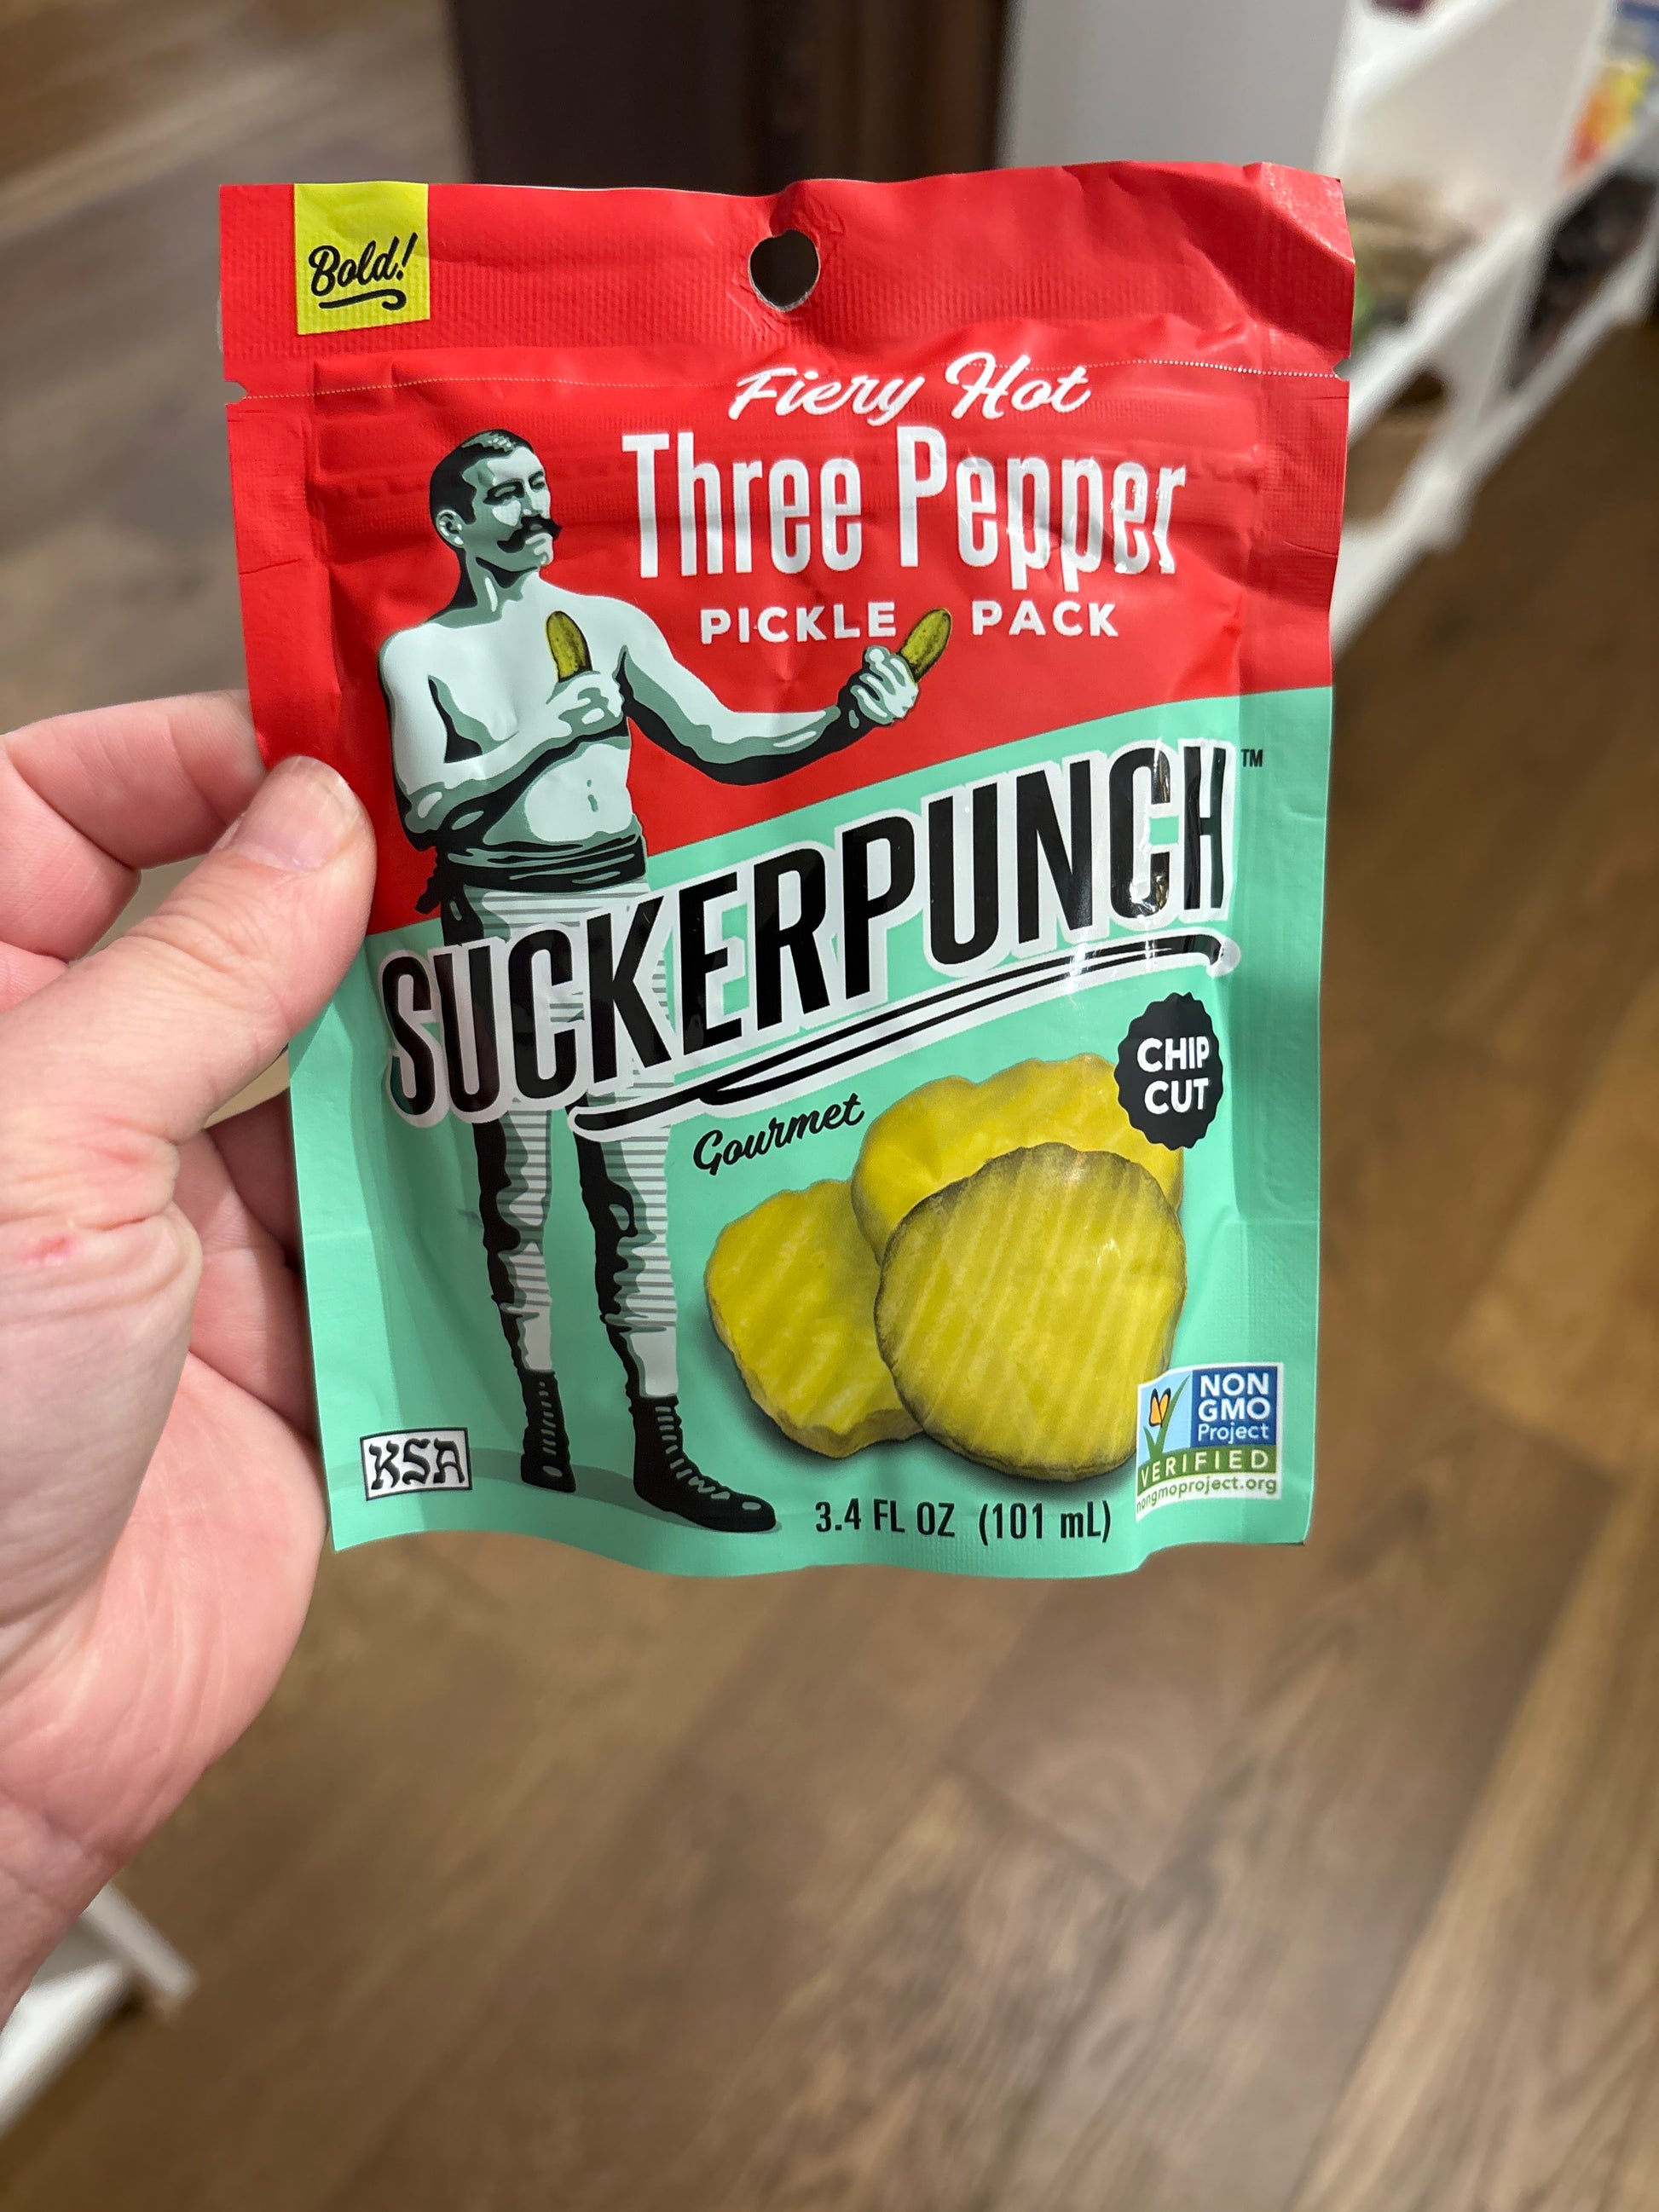 Bold!
Fiery Hot
Three Pepper
PICKLE PACK
SUCKERPUNCH™
Gourmet
CHIP
CUT
NON
GMO
Project
VERIFIED
nongmoproject.org
KSA
3.4 FL OZ (101 mL)